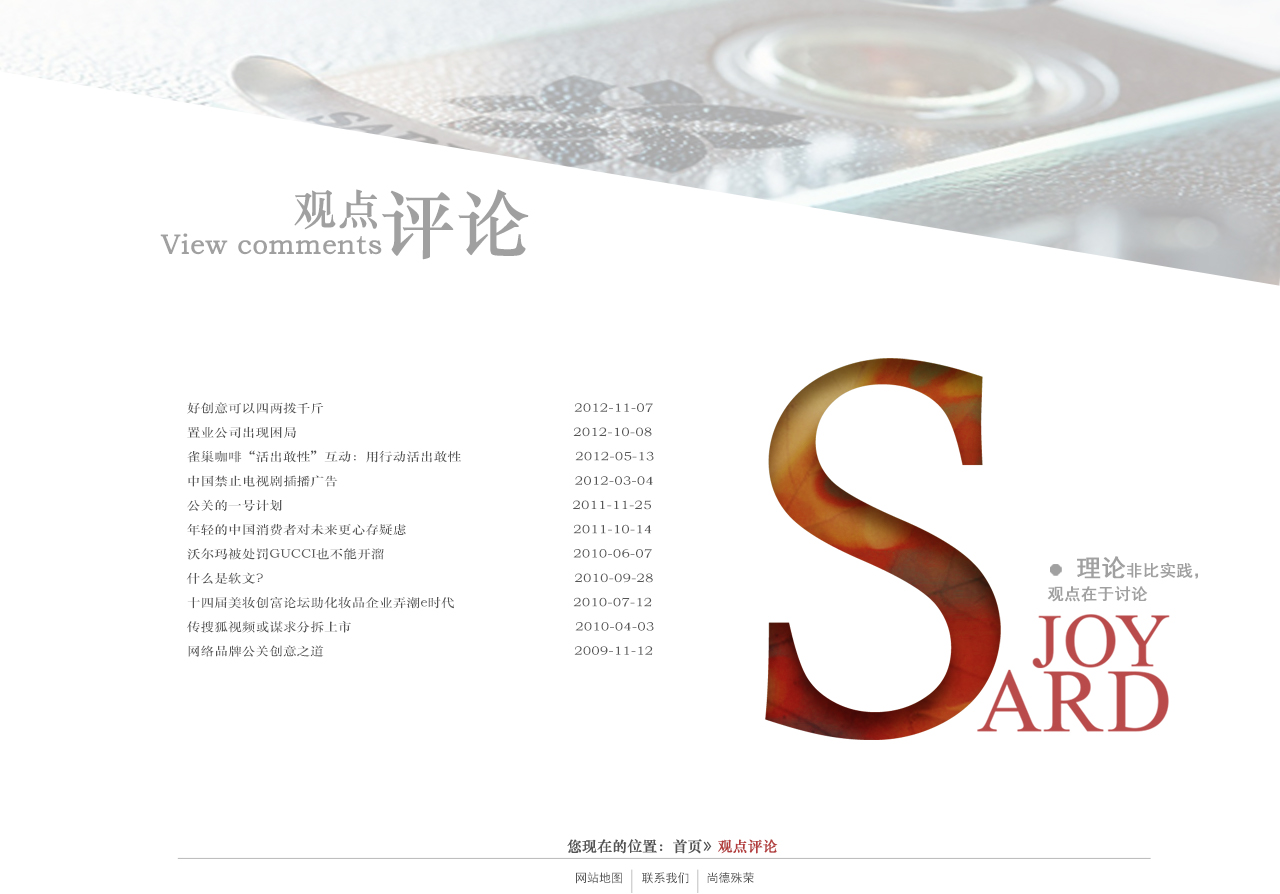 观点评论
View comments
好创意可以四两拨千斤 2012-11-07
置业公司出现困局 2012-10-08
雀巢咖啡“活出敢性”互动：用行动活出敢性 2012-05-13
中国禁止电视剧插播广告 2012-03-04
公关的一号计划 2011-11-25
年轻的中国消费者对未来更心存疑虑 2011-10-14
沃尔玛被处罚GUCCI也不能开溜 2010-06-07
什么是软文? 2010-09-28
十四届美妆创富论坛助化妆品企业弄潮e时代 2010-07-12
传搜狐视频或谋求分拆上市 2010-04-03
网络品牌公关创意之道 2009-11-12
● 理论非比实践，
观点在于讨论
S
JOY
ARD
您现在的位置：首页» 观点评论
网站地图 联系我们 尚德殊荣